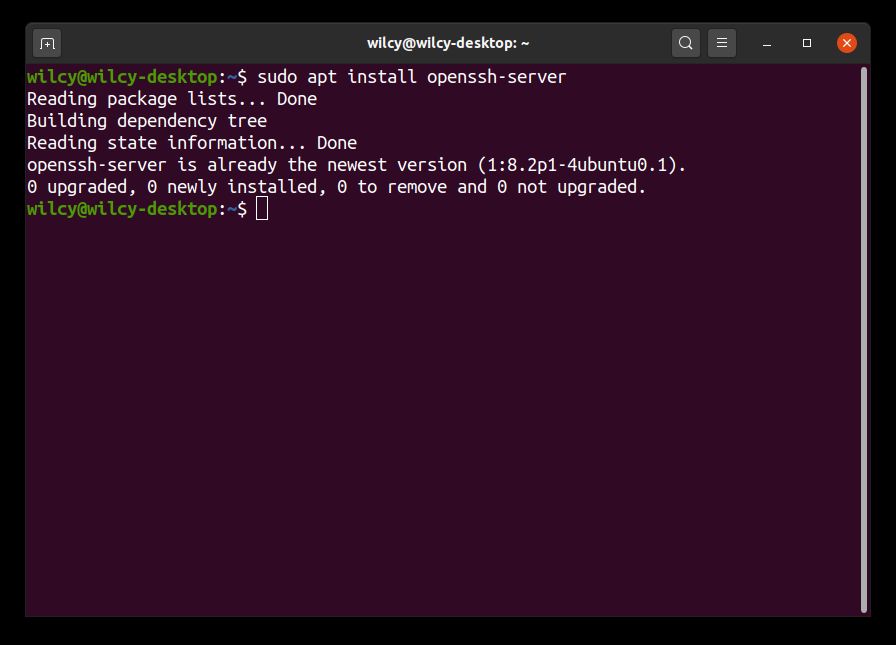 wilcy@wilcy-desktop: ~
wilcy@wilcy-desktop:~$ sudo apt install openssh-server
Reading package lists... Done
Building dependency tree
Reading state information... Done
openssh-server is already the newest version (1:8.2p1-4ubuntu0.1).
0 upgraded, 0 newly installed, 0 to remove and 0 not upgraded.
wilcy@wilcy-desktop:~$